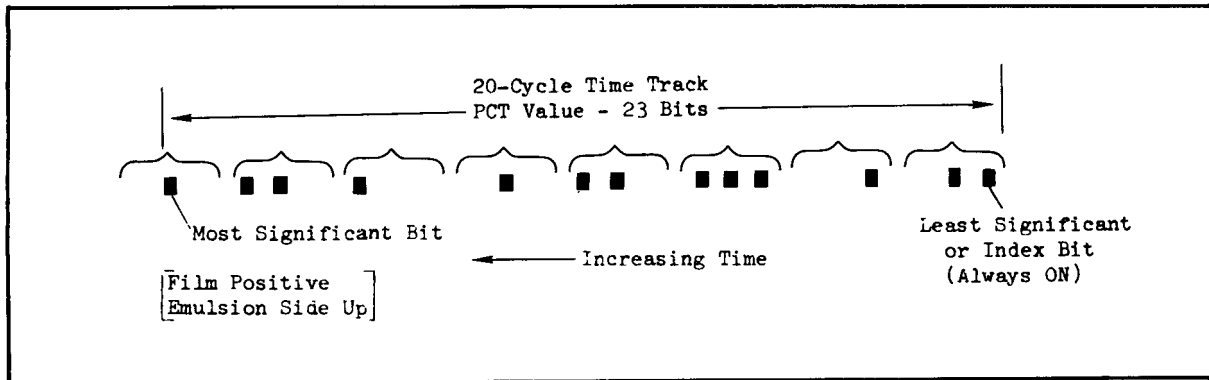 20-Cycle Time Track
PCT Value - 23 Bits
Most Significant Bit
Least Significant
or Index Bit
(Always ON)
Increasing Time
Film Positive
Emulsion Side Up